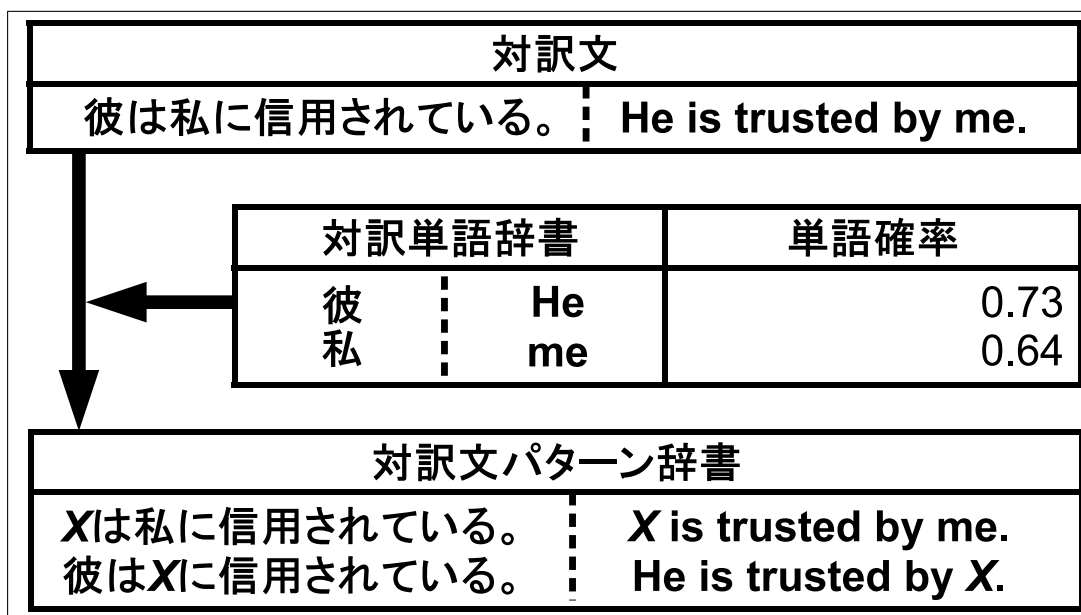 対訳文
彼は私に信用されている。 He is trusted by me.
対訳単語辞書 単語確率
彼 He 0.73
私 me 0.64
対訳文パターン辞書
Xは私に信用されている。 X is trusted by me.
彼はXに信用されている。 He is trusted by X.